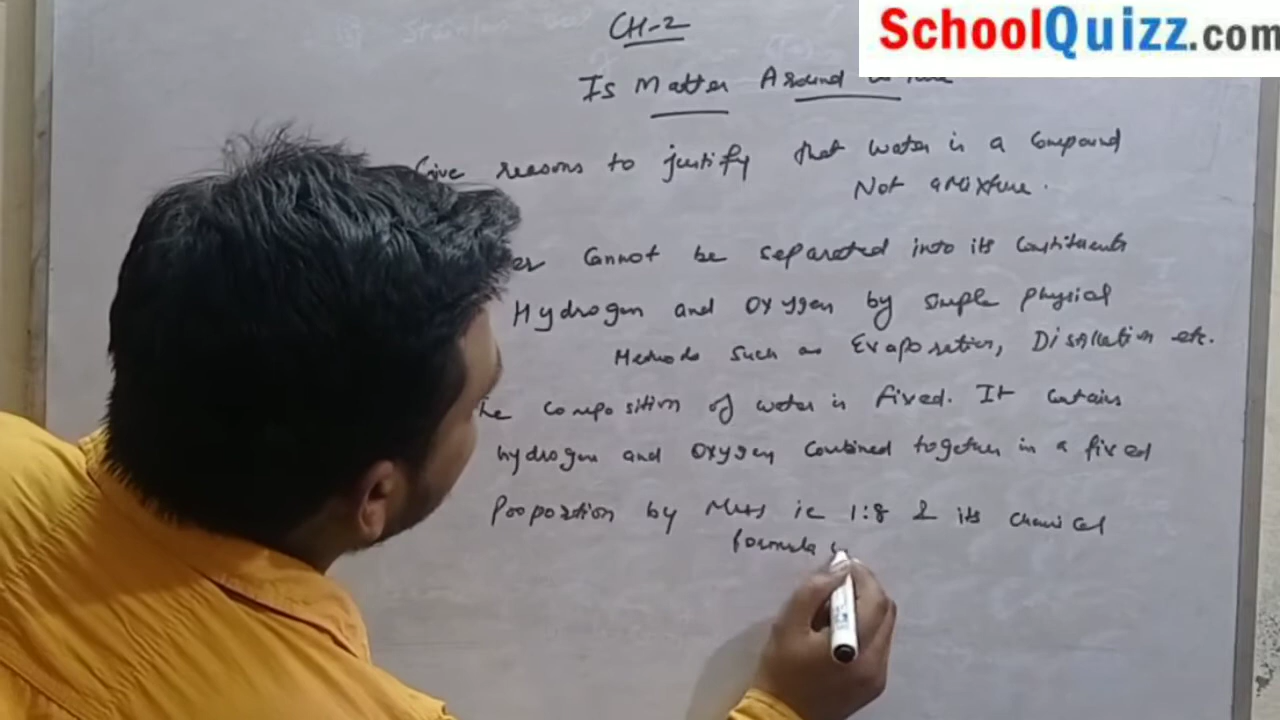 SchoolQuizz.com
CH-2
Is Matter Around
Give reasons to justify that water is a compound
Not a Mixture.
Cannot be separated into its Constituents
Hydrogen and Oxygen by simple physical
Methods such as Evaporation, Distillation etc.
The composition of water is fixed. It contains
hydrogen and Oxygen Combined together in a fixed
Proportion by Mass ie 1:8 & its chemical
formula